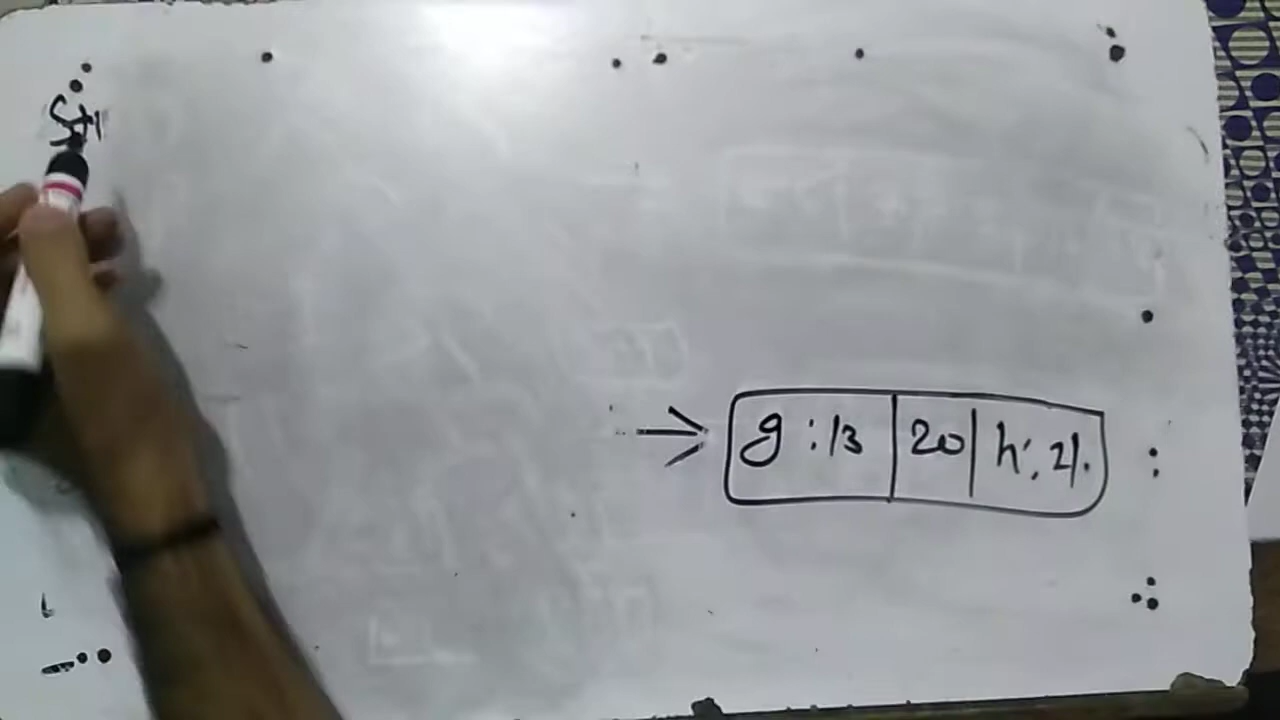 g : 13 | 20 | h : 21.